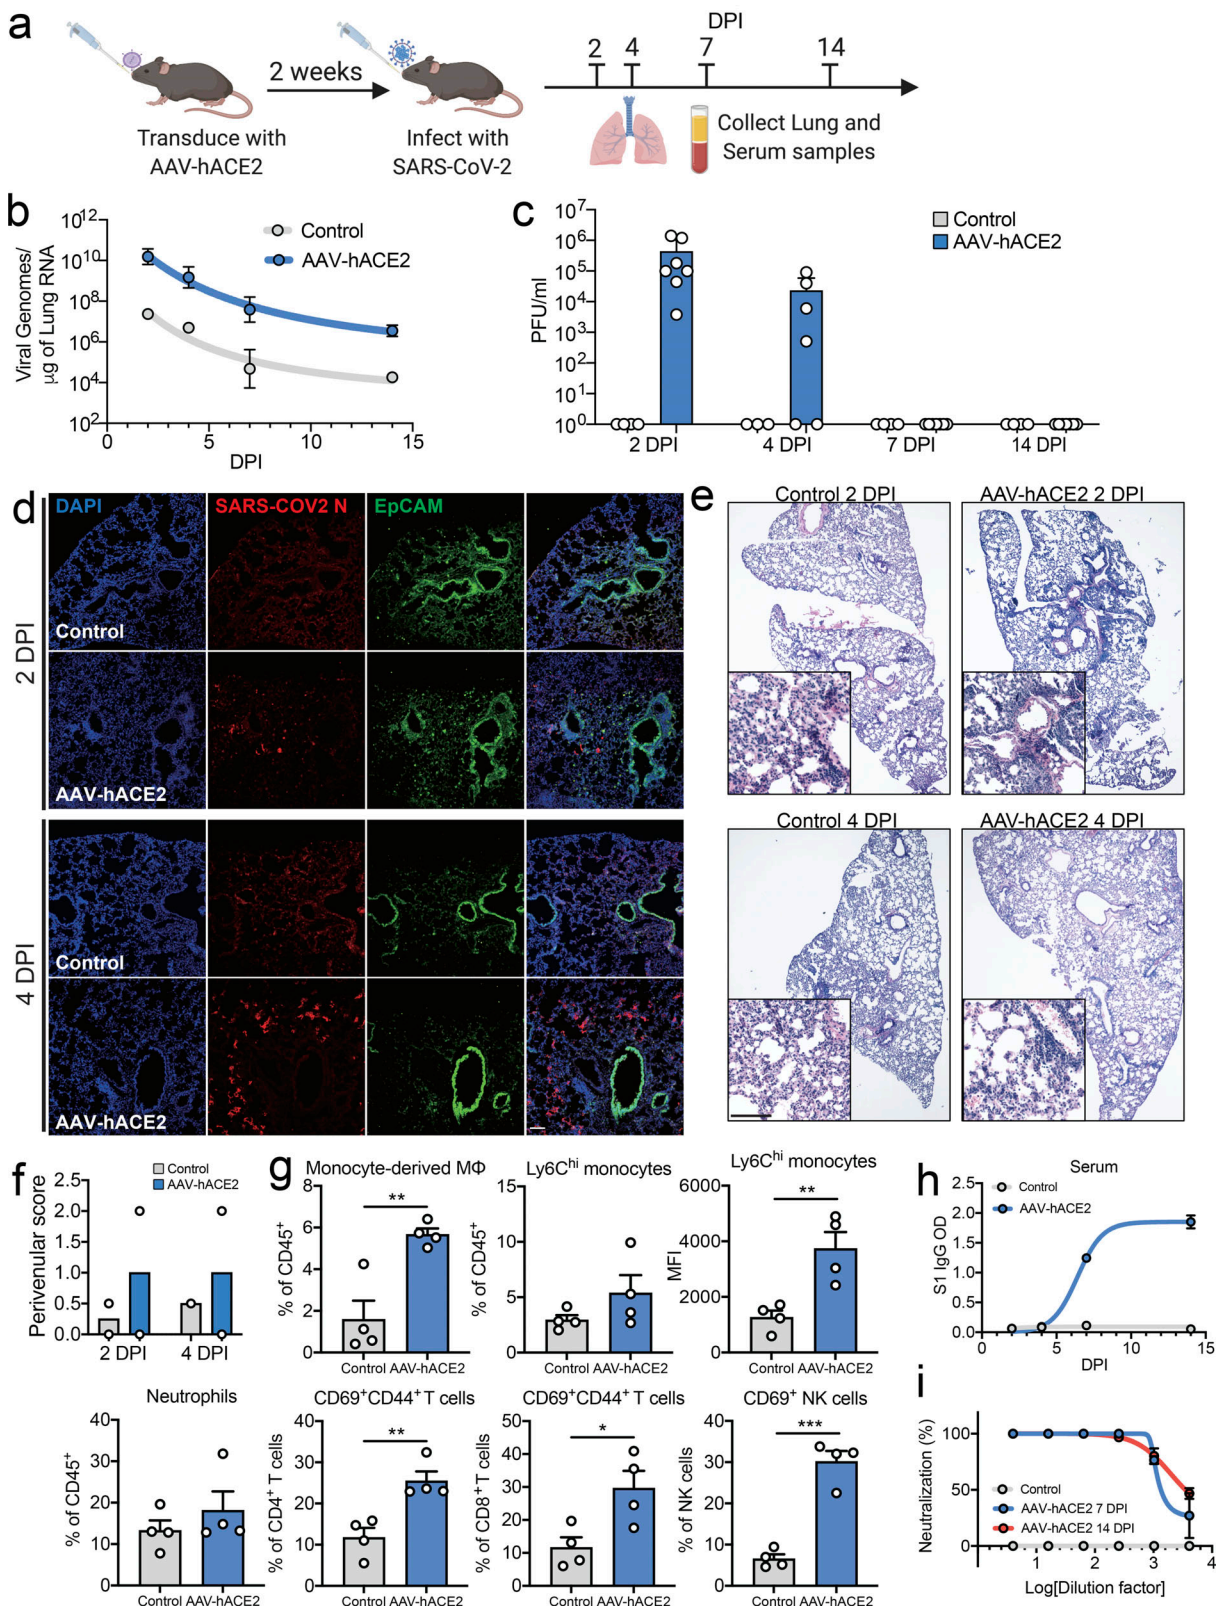 a
DPI
2 4 7 14
2 weeks
Transduce with
AAV-hACE2
Infect with
SARS-CoV-2
Collect Lung and
Serum samples
b
Viral Genomes/
µg of Lung RNA
10¹²
10¹⁰
10⁸
10⁶
10⁴
10²
0 5 10 15
DPI
Control
AAV-hACE2
c
PFU/ml
10⁷
10⁶
10⁵
10⁴
10³
10²
10¹
10⁰
2 DPI 4 DPI 7 DPI 14 DPI
Control
AAV-hACE2
d
DAPI SARS-COV2 N EpCAM
2 DPI
Control
AAV-hACE2
4 DPI
Control
AAV-hACE2
e
Control 2 DPI AAV-hACE2 2 DPI
Control 4 DPI AAV-hACE2 4 DPI
f
Control
AAV-hACE2
Perivenular score
2.5
2.0
1.5
1.0
0.5
0.0
2 DPI 4 DPI
g
Monocyte-derived MΦ
% of CD45⁺
8
6
4
2
0
Control AAV-hACE2
**
Ly6Cʰⁱ monocytes
% of CD45⁺
15
10
5
0
Control AAV-hACE2
Ly6Cʰⁱ monocytes
MFI
6000
4000
2000
0
Control AAV-hACE2
**
Neutrophils
% of CD45⁺
40
30
20
10
0
Control AAV-hACE2
CD69⁺CD44⁺ T cells
% of CD4⁺ T cells
40
30
20
10
0
Control AAV-hACE2
**
CD69⁺CD44⁺ T cells
% of CD8⁺T cells
50
40
30
20
10
0
Control AAV-hACE2
*
CD69⁺ NK cells
% of NK cells
40
30
20
10
0
Control AAV-hACE2
***
h
Serum
Control
AAV-hACE2
S1 IgG OD
2.5
2.0
1.5
1.0
0.5
0.0
0 5 10 15
DPI
i
Neutralization (%)
100
50
0
Control
AAV-hACE2 7 DPI
AAV-hACE2 14 DPI
1 2 3 4
Log[Dilution factor]